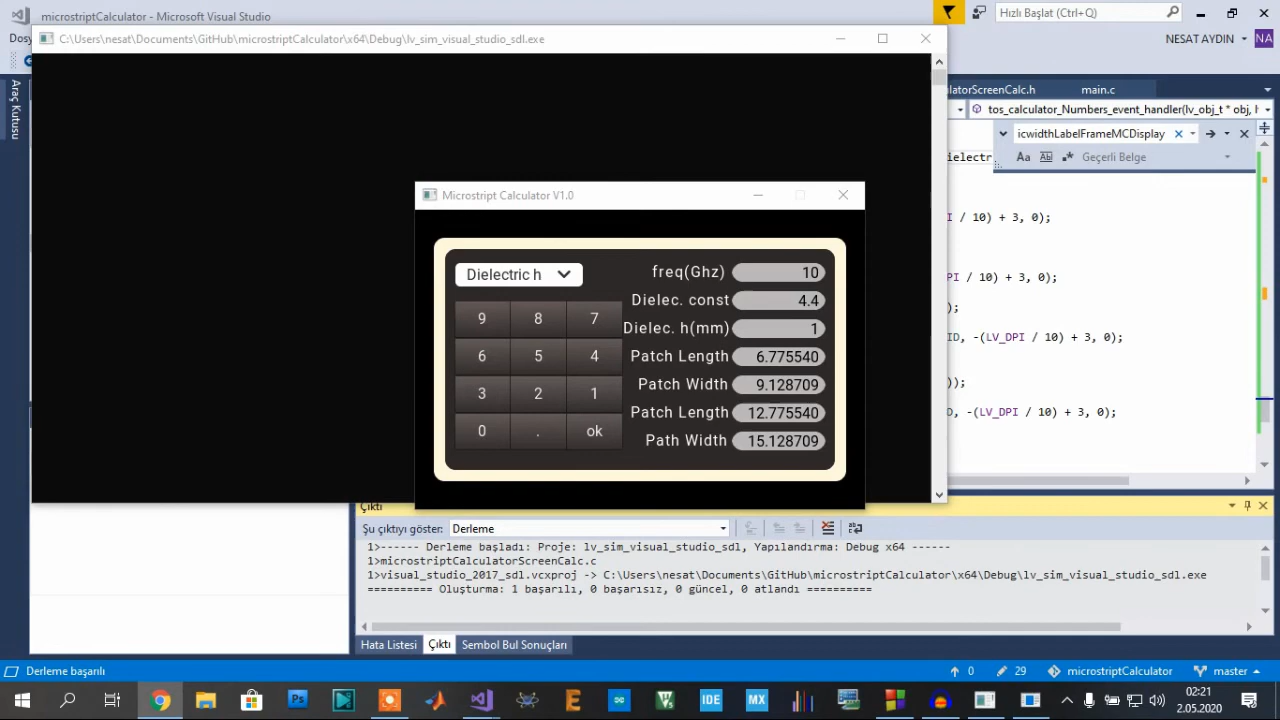 microstriptCalculator - Microsoft Visual Studio
Hızlı Başlat (Ctrl+Q)
Dos
NESAT AYDIN
NA
C:\Users\nesat\Documents\GitHub\microstriptCalculator\x64\Debug\lv_sim_visual_studio_sdl.exe
Araç Kutusu
ulatorScreenCalc.h
main.c
tos_calculator_Numbers_event_handler(lv_obj_t * obj, l
icwidthLabelFrameMCDisplay
Geçerli Belge
ielectr
I / 10) + 3, 0);
PI / 10) + 3, 0);
);
ID, -(LV_DPI / 10) + 3, 0);
));
D, -(LV_DPI / 10) + 3, 0);
Microstript Calculator V1.0
Dielectric h
9 8 7
6 5 4
3 2 1
0 . ok
freq(Ghz) 10
Dielec. const 4.4
Dielec. h(mm) 1
Patch Length 6.775540
Patch Width 9.128709
Patch Length 12.775540
Path Width 15.128709
Çıktı
Şu çıktıyı göster: Derleme
1>------ Derleme başladı: Proje: lv_sim_visual_studio_sdl, Yapılandırma: Debug x64 ------
1>microstriptCalculatorScreenCalc.c
1>visual_studio_2017_sdl.vcxproj -> C:\Users\nesat\Documents\GitHub\microstriptCalculator\x64\Debug\lv_sim_visual_studio_sdl.exe
========== Oluşturma: 1 başarılı, 0 başarısız, 0 güncel, 0 atlandı ==========
Hata Listesi
Çıktı
Sembol Bul Sonuçları
Derleme başarılı
0
29
microstriptCalculator
master
Ps
IDE
MX
02:21
2.05.2020